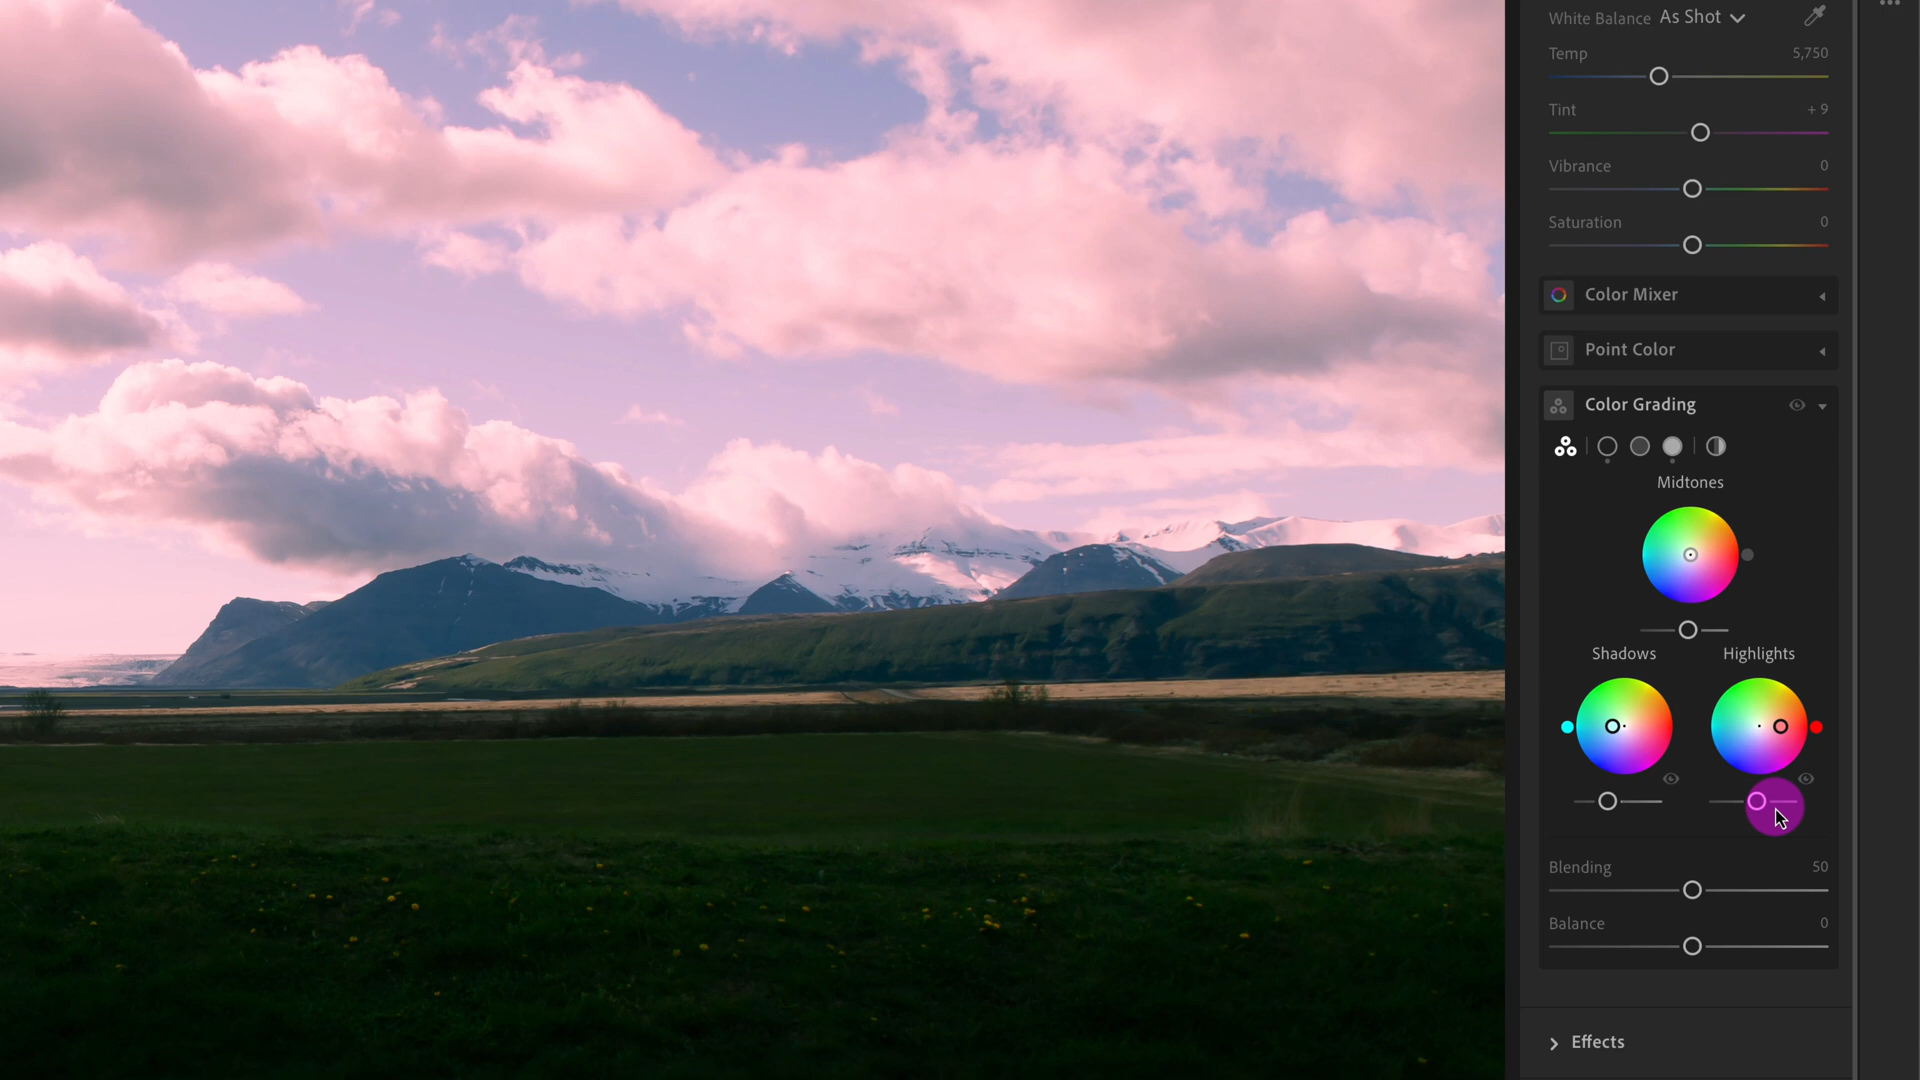 White Balance As Shot
Temp 5,750
Tint + 9
Vibrance 0
Saturation 0
Color Mixer
Point Color
Color Grading
Midtones
Shadows Highlights
Blending 50
Balance 0
Effects